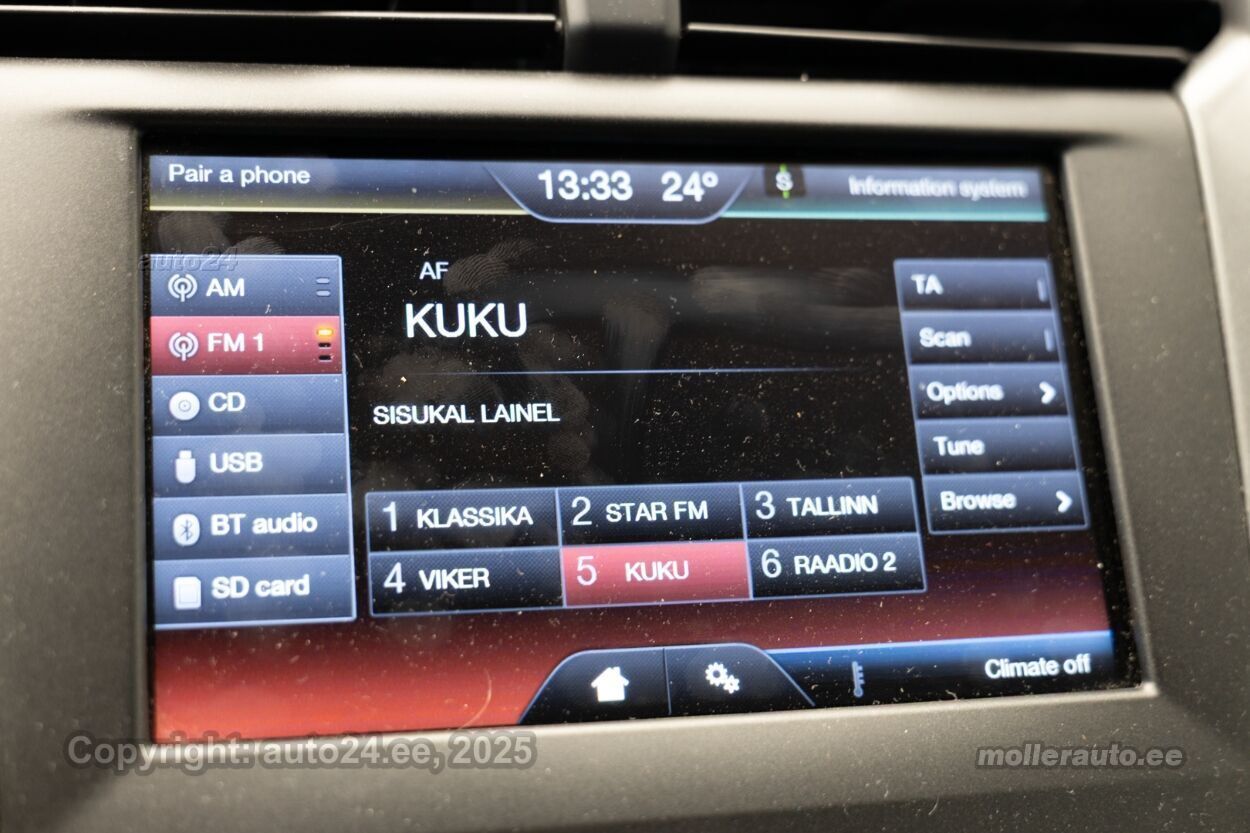 Pair a phone
13:33 24°
S
Information system
auto24
AM
FM 1
CD
USB
BT audio
SD card
AF
KUKU
SISUKAL LAINEL
1 KLASSIKA
2 STAR FM
3 TALLINN
4 VIKER
5 KUKU
6 RAADIO 2
TA
Scan
Options
Tune
Browse
Climate off
Copyright: auto24.ee, 2025
mollerauto.ee